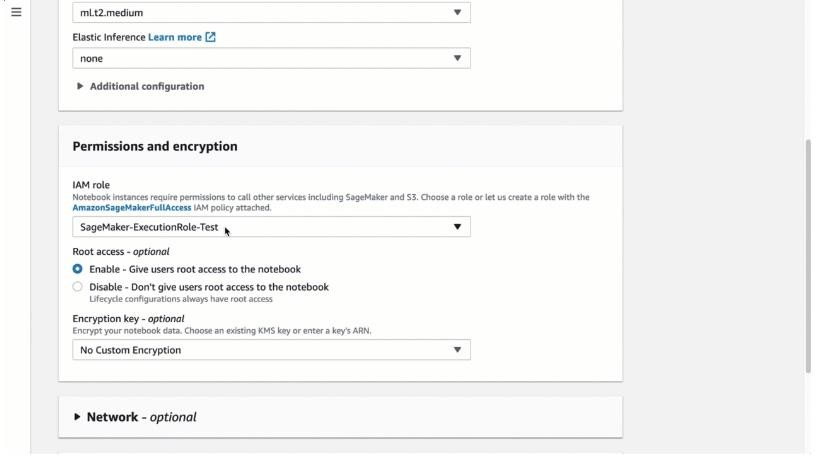 ml.t2.medium
Elastic Inference Learn more
none
Additional configuration
Permissions and encryption
IAM role
Notebook instances require permissions to call other services including SageMaker and S3. Choose a role or let us create a role with the
AmazonSageMakerFullAccess IAM policy attached.
SageMaker-ExecutionRole-Test
Root access - optional
Enable - Give users root access to the notebook
Disable - Don't give users root access to the notebook
Lifecycle configurations always have root access
Encryption key - optional
Encrypt your notebook data. Choose an existing KMS key or enter a key's ARN.
No Custom Encryption
Network - optional